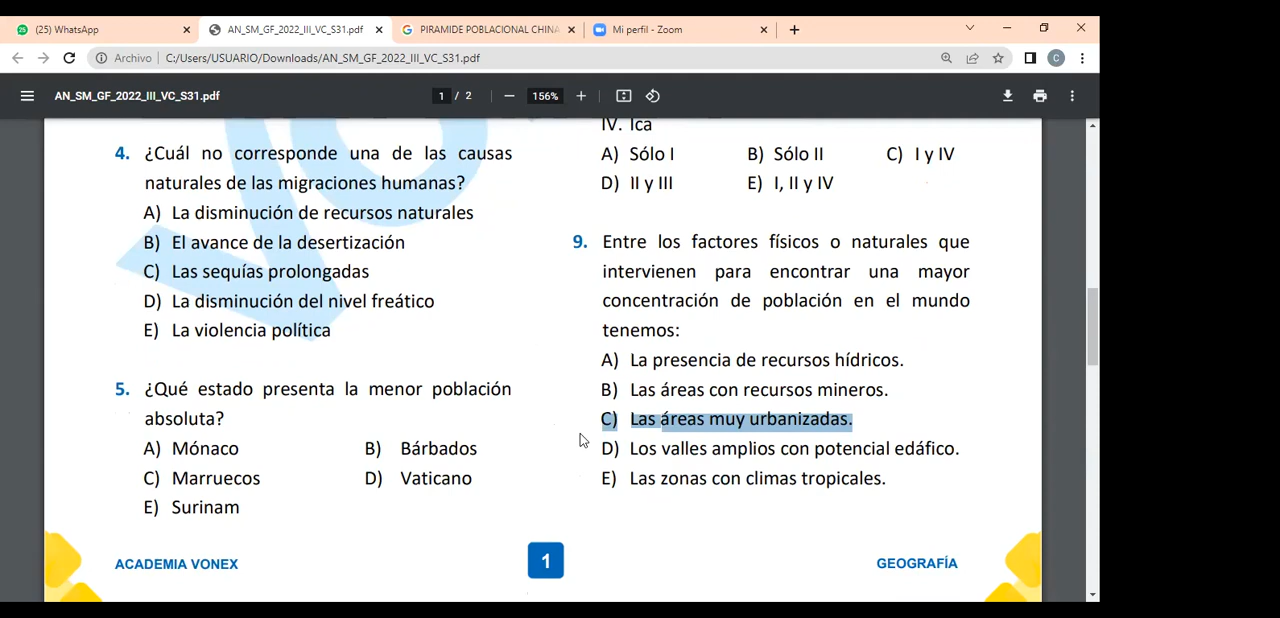 (25) WhatsApp
AN_SM_GF_2022_III_VC_S31.pdf
PIRAMIDE POBLACIONAL CHINA
Mi perfil - Zoom
Archivo
C:/Users/USUARIO/Downloads/AN_SM_GF_2022_III_VC_S31.pdf
C
AN_SM_GF_2022_III_VC_S31.pdf
1 / 2
156%
4. ¿Cuál no corresponde una de las causas
naturales de las migraciones humanas?
A) La disminución de recursos naturales
B) El avance de la desertización
C) Las sequías prolongadas
D) La disminución del nivel freático
E) La violencia política
5. ¿Qué estado presenta la menor población
absoluta?
A) Mónaco
B) Bárbados
C) Marruecos
D) Vaticano
E) Surinam
IV. Ica
A) Sólo I
B) Sólo II
C) I y IV
D) II y III
E) I, II y IV
9. Entre los factores físicos o naturales que
intervienen para encontrar una mayor
concentración de población en el mundo
tenemos:
A) La presencia de recursos hídricos.
B) Las áreas con recursos mineros.
C) Las áreas muy urbanizadas.
D) Los valles amplios con potencial edáfico.
E) Las zonas con climas tropicales.
ACADEMIA VONEX
1
GEOGRAFÍA